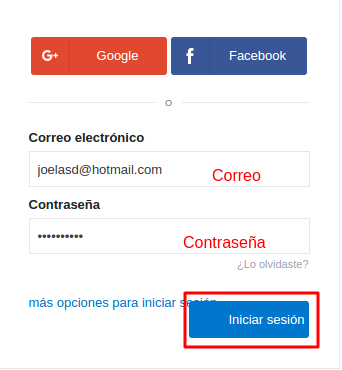 G+ Google
f Facebook
o
Correo electrónico
joelasd@hotmail.com Correo
Contraseña
•••••••••• Contraseña
¿Lo olvidaste?
más opciones para iniciar sesión
Iniciar sesión